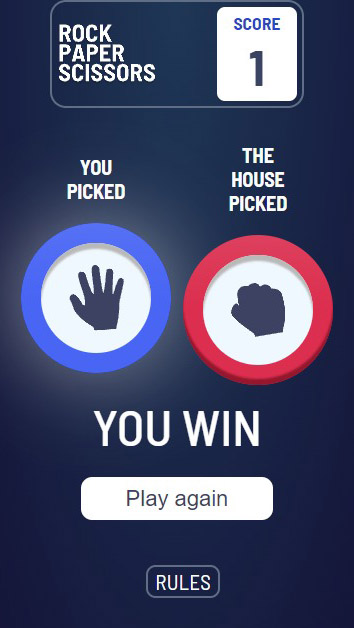 ROCK
PAPER
SCISSORS
SCORE
1
YOU
PICKED
THE
HOUSE
PICKED
YOU WIN
Play again
RULES